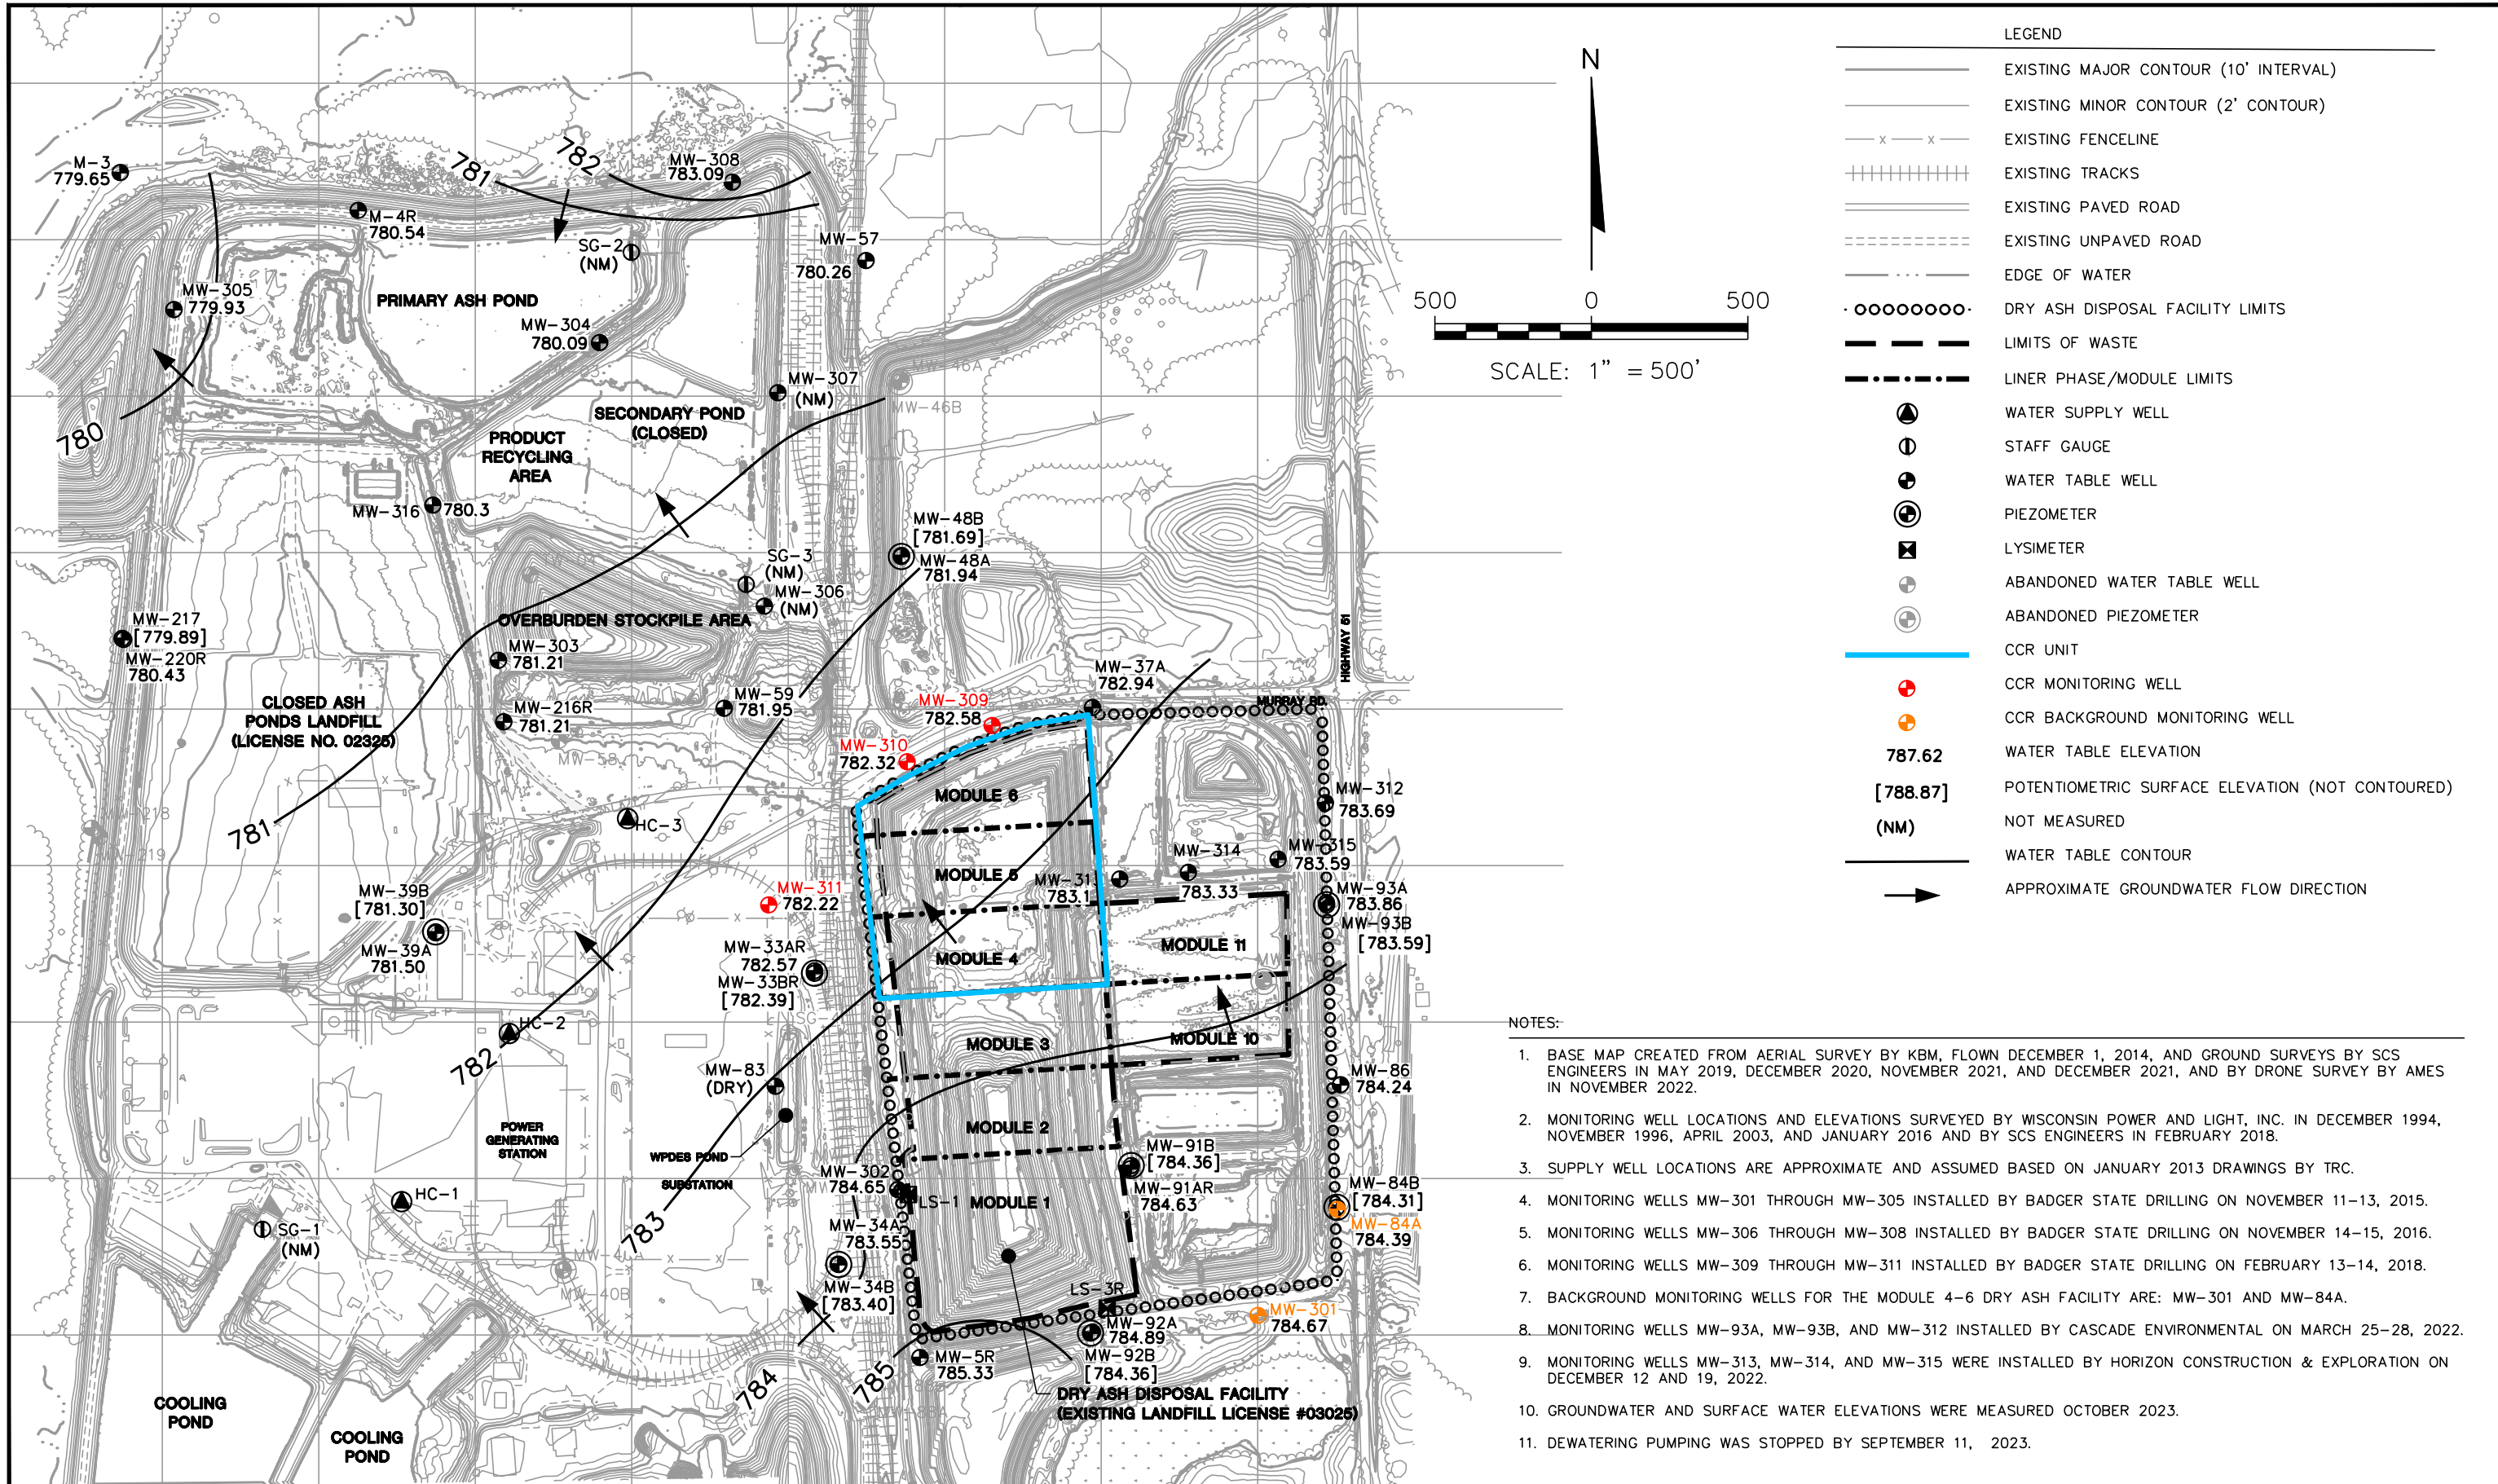 LEGEND
EXISTING MAJOR CONTOUR (10' INTERVAL)
EXISTING MINOR CONTOUR (2' CONTOUR)
x x EXISTING FENCELINE
EXISTING TRACKS
EXISTING PAVED ROAD
EXISTING UNPAVED ROAD
EDGE OF WATER
DRY ASH DISPOSAL FACILITY LIMITS
LIMITS OF WASTE
LINER PHASE/MODULE LIMITS
WATER SUPPLY WELL
STAFF GAUGE
WATER TABLE WELL
PIEZOMETER
LYSIMETER
ABANDONED WATER TABLE WELL
ABANDONED PIEZOMETER
CCR UNIT
CCR MONITORING WELL
CCR BACKGROUND MONITORING WELL
787.62 WATER TABLE ELEVATION
[788.87] POTENTIOMETRIC SURFACE ELEVATION (NOT CONTOURED)
(NM) NOT MEASURED
WATER TABLE CONTOUR
APPROXIMATE GROUNDWATER FLOW DIRECTION
N
500 0 500
SCALE: 1" = 500'
M-3
779.65
781
782
MW-308
783.09
M-4R
780.54
SG-2
(NM)
MW-57
780.26
MW-305
779.93
PRIMARY ASH POND
MW-304
780.09
MW-307
(NM)
MW-46A
MW-46B
780
SECONDARY POND
(CLOSED)
PRODUCT
RECYCLING
AREA
MW-316
780.3
MW-48B
[781.69]
MW-48A
781.94
SG-3
(NM)
MW-306
(NM)
OVERBURDEN STOCKPILE AREA
MW-217
[779.89]
MW-220R
780.43
MW-303
781.21
MW-216R
781.21
MW-59
781.95
CLOSED ASH
PONDS LANDFILL
(LICENSE NO. 02325)
HIGHWAY 51
MW-37A
782.94
MURRAY RD.
MW-309
782.58
MW-310
782.32
MODULE 6
MW-312
783.69
HC-3
781
MW-315
783.59
MW-314
783.33
MODULE 5
783.1
MW-311
782.22
MW-39B
[781.30]
MW-39A
781.50
MW-93A
783.86
MW-93B
[783.59]
MW-33AR
782.57
MW-33BR
[782.39]
MODULE 4
MODULE 11
HC-2
782
MODULE 3
MODULE 10
MW-83
(DRY)
MW-86
784.24
POWER
GENERATING
STATION
MODULE 2
WPDES POND
SUBSTATION
MW-91B
[784.36]
MW-91AR
784.63
MW-302
784.65
LS-1
MODULE 1
MW-84B
[784.31]
MW-84A
784.39
HC-1
SG-1
(NM)
783
MW-34A
783.55
MW-34B
[783.40]
MW-40B
LS-3R
MW-301
784.67
MW-92A
784.89
MW-92B
[784.36]
MW-5R
785.33
784
785
DRY ASH DISPOSAL FACILITY
(EXISTING LANDFILL LICENSE #03025)
COOLING
POND
COOLING
POND
NOTES:
1. BASE MAP CREATED FROM AERIAL SURVEY BY KBM, FLOWN DECEMBER 1, 2014, AND GROUND SURVEYS BY SCS
ENGINEERS IN MAY 2019, DECEMBER 2020, NOVEMBER 2021, AND DECEMBER 2021, AND BY DRONE SURVEY BY AMES
IN NOVEMBER 2022.
2. MONITORING WELL LOCATIONS AND ELEVATIONS SURVEYED BY WISCONSIN POWER AND LIGHT, INC. IN DECEMBER 1994,
NOVEMBER 1996, APRIL 2003, AND JANUARY 2016 AND BY SCS ENGINEERS IN FEBRUARY 2018.
3. SUPPLY WELL LOCATIONS ARE APPROXIMATE AND ASSUMED BASED ON JANUARY 2013 DRAWINGS BY TRC.
4. MONITORING WELLS MW-301 THROUGH MW-305 INSTALLED BY BADGER STATE DRILLING ON NOVEMBER 11-13, 2015.
5. MONITORING WELLS MW-306 THROUGH MW-308 INSTALLED BY BADGER STATE DRILLING ON NOVEMBER 14-15, 2016.
6. MONITORING WELLS MW-309 THROUGH MW-311 INSTALLED BY BADGER STATE DRILLING ON FEBRUARY 13-14, 2018.
7. BACKGROUND MONITORING WELLS FOR THE MODULE 4-6 DRY ASH FACILITY ARE: MW-301 AND MW-84A.
8. MONITORING WELLS MW-93A, MW-93B, AND MW-312 INSTALLED BY CASCADE ENVIRONMENTAL ON MARCH 25-28, 2022.
9. MONITORING WELLS MW-313, MW-314, AND MW-315 WERE INSTALLED BY HORIZON CONSTRUCTION & EXPLORATION ON
DECEMBER 12 AND 19, 2022.
10. GROUNDWATER AND SURFACE WATER ELEVATIONS WERE MEASURED OCTOBER 2023.
11. DEWATERING PUMPING WAS STOPPED BY SEPTEMBER 11, 2023.